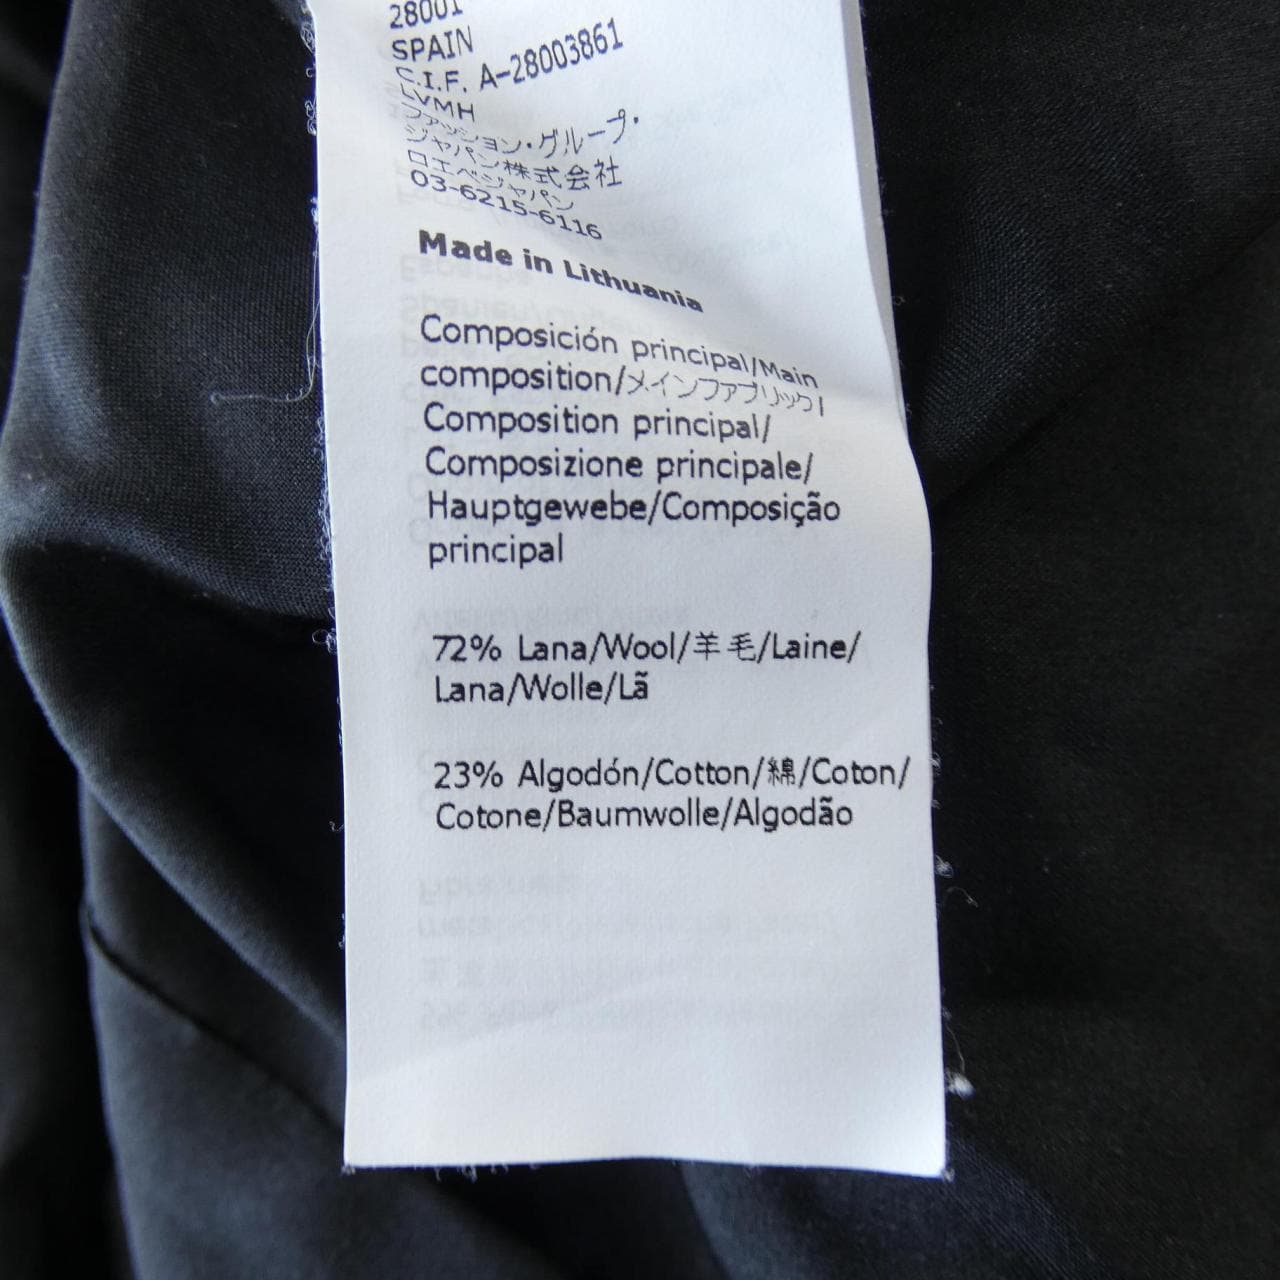 28001
SPAIN
C.I.F. A-28003861
LVMH
ファッション・グループ・
ジャパン株式会社
ロエベジャパン
03-6215-6116
Made in Lithuania
Composición principal/Main
composition/メインファブリック/
Composition principal/
Composizione principale/
Hauptgewebe/Composição
principal
72% Lana/Wool/羊毛/Laine/
Lana/Wolle/Lã
23% Algodón/Cotton/綿/Coton/
Cotone/Baumwolle/Algodão